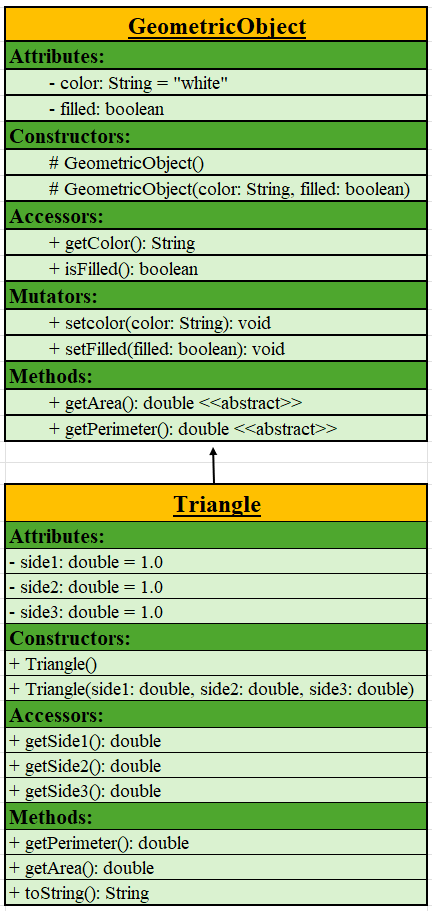 GeometricObject
Attributes:
- color: String = "white"
- filled: boolean
Constructors:
# GeometricObject()
# GeometricObject(color: String, filled: boolean)
Accessors:
+ getColor(): String
+ isFilled(): boolean
Mutators:
+ setcolor(color: String): void
+ setFilled(filled: boolean): void
Methods:
+ getArea(): double <<abstract>>
+ getPerimeter(): double <<abstract>>
Triangle
Attributes:
- side1: double = 1.0
- side2: double = 1.0
- side3: double = 1.0
Constructors:
+ Triangle()
+ Triangle(side1: double, side2: double, side3: double)
Accessors:
+ getSide1(): double
+ getSide2(): double
+ getSide3(): double
Methods:
+ getPerimeter(): double
+ getArea(): double
+ toString(): String